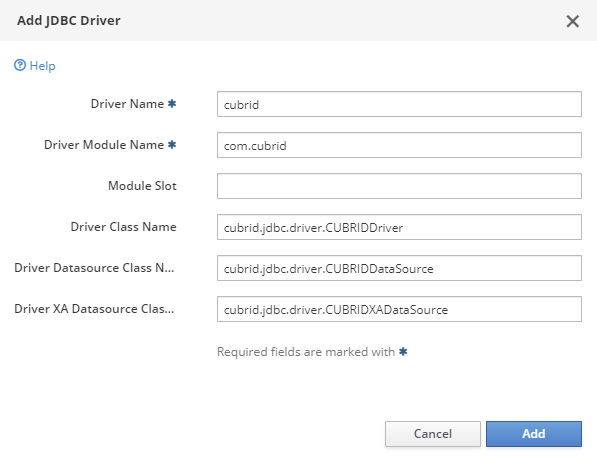 Add JDBC Driver
Help
Driver Name * cubrid
Driver Module Name * com.cubrid
Module Slot
Driver Class Name cubrid.jdbc.driver.CUBRIDDriver
Driver Datasource Class N... cubrid.jdbc.driver.CUBRIDDataSource
Driver XA Datasource Clas... cubrid.jdbc.driver.CUBRIDXADataSource
Required fields are marked with *
Cancel Add